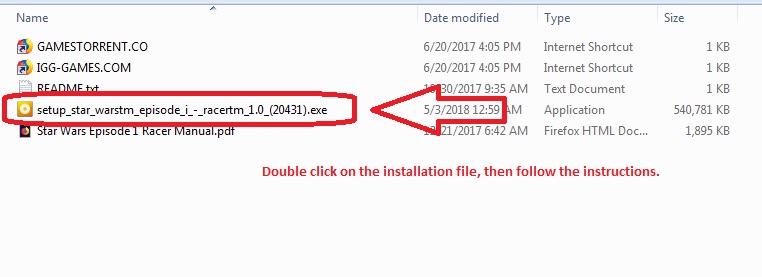 Name Date modified Type Size
GAMESTORRENT.CO 6/20/2017 4:05 PM Internet Shortcut 1 KB
IGG-GAMES.COM 6/20/2017 4:05 PM Internet Shortcut 1 KB
README.txt 10/30/2017 9:35 AM Text Document 1 KB
setup_star_warstm_episode_i_-_racertm_1.0_(20431).exe 5/3/2018 12:59 AM Application 540,781 KB
Star Wars Episode 1 Racer Manual.pdf 12/21/2017 6:42 AM Firefox HTML Doc... 1,895 KB
Double click on the installation file, then follow the instructions.